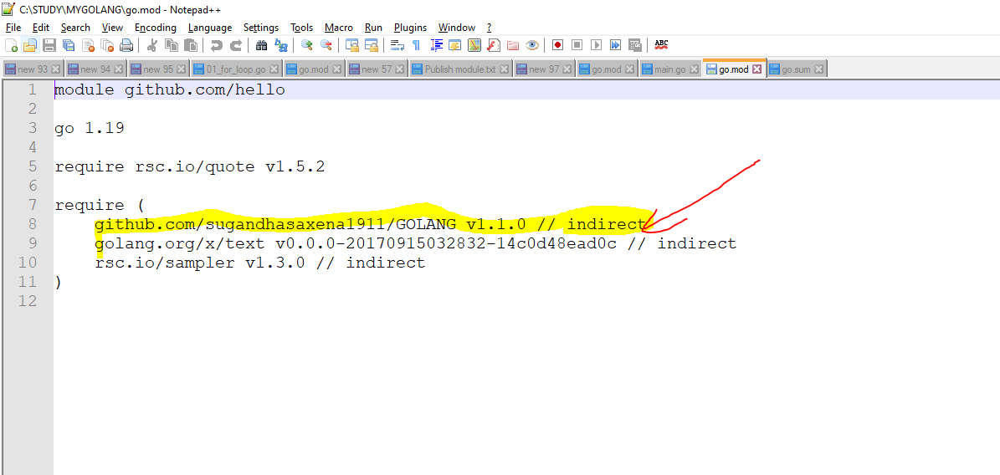 C:\STUDY\MYGOLANG\go.mod - Notepad++
File Edit Search View Encoding Language Settings Tools Macro Run Plugins Window ?
ABC
new 93 new 94 new 95 01_for_loop.go go.mod new 57 Publish module.txt new 97 go.mod main.go go.mod go.sum
1 module github.com/hello
2
3 go 1.19
4
5 require rsc.io/quote v1.5.2
6
7 require (
8 github.com/sugandhasaxena1911/GOLANG v1.1.0 // indirect
9 golang.org/x/text v0.0.0-20170915032832-14c0d48ead0c // indirect
10 rsc.io/sampler v1.3.0 // indirect
11 )
12